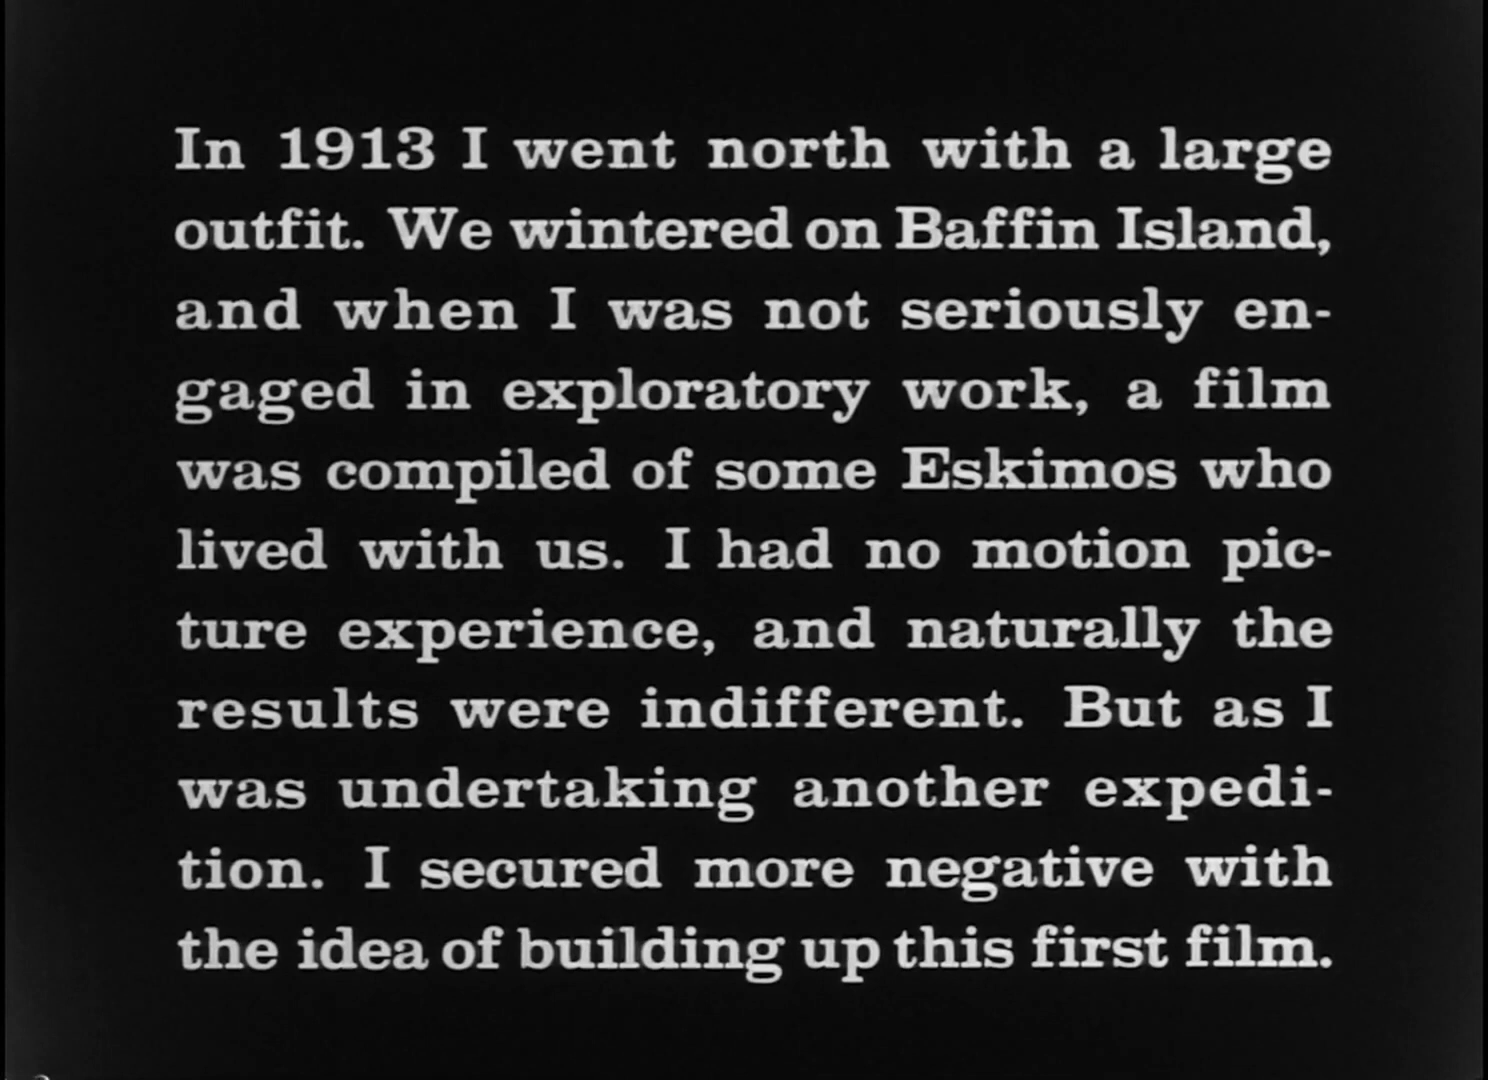 In 1913 I went north with a large
outfit. We wintered on Baffin Island,
and when I was not seriously en-
gaged in exploratory work, a film
was compiled of some Eskimos who
lived with us. I had no motion pic-
ture experience, and naturally the
results were indifferent. But as I
was undertaking another expedi-
tion. I secured more negative with
the idea of building up this first film.